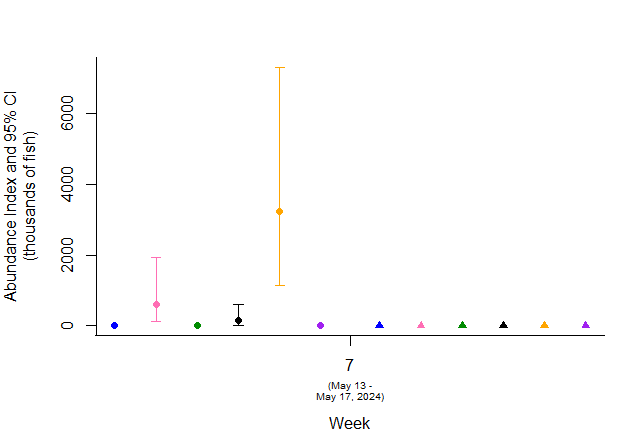 Abundance Index and 95% CI
(thousands of fish)
6000
4000
2000
0
7
(May 13 -
May 17, 2024)
Week